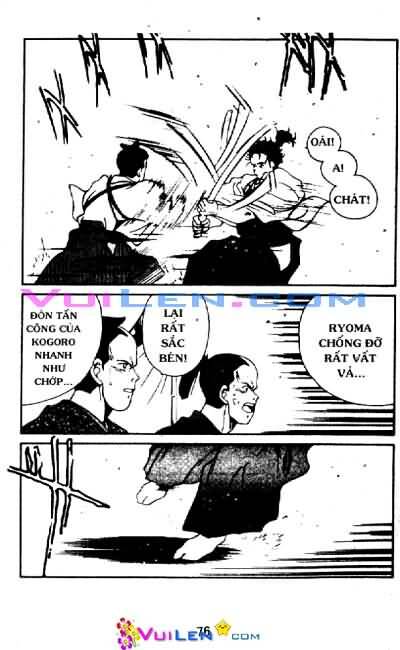 OÁI!
A!
CHÁT!
VuiLen.com
ĐÒN TẤN
CÔNG CỦA
KOGORO
NHANH
NHƯ
CHỚP...
LẠI
RẤT
SẮC
BÉN!
RYOMA
CHỐNG ĐỠ
RẤT VẤT
VẢ...
76
VuiLen.com